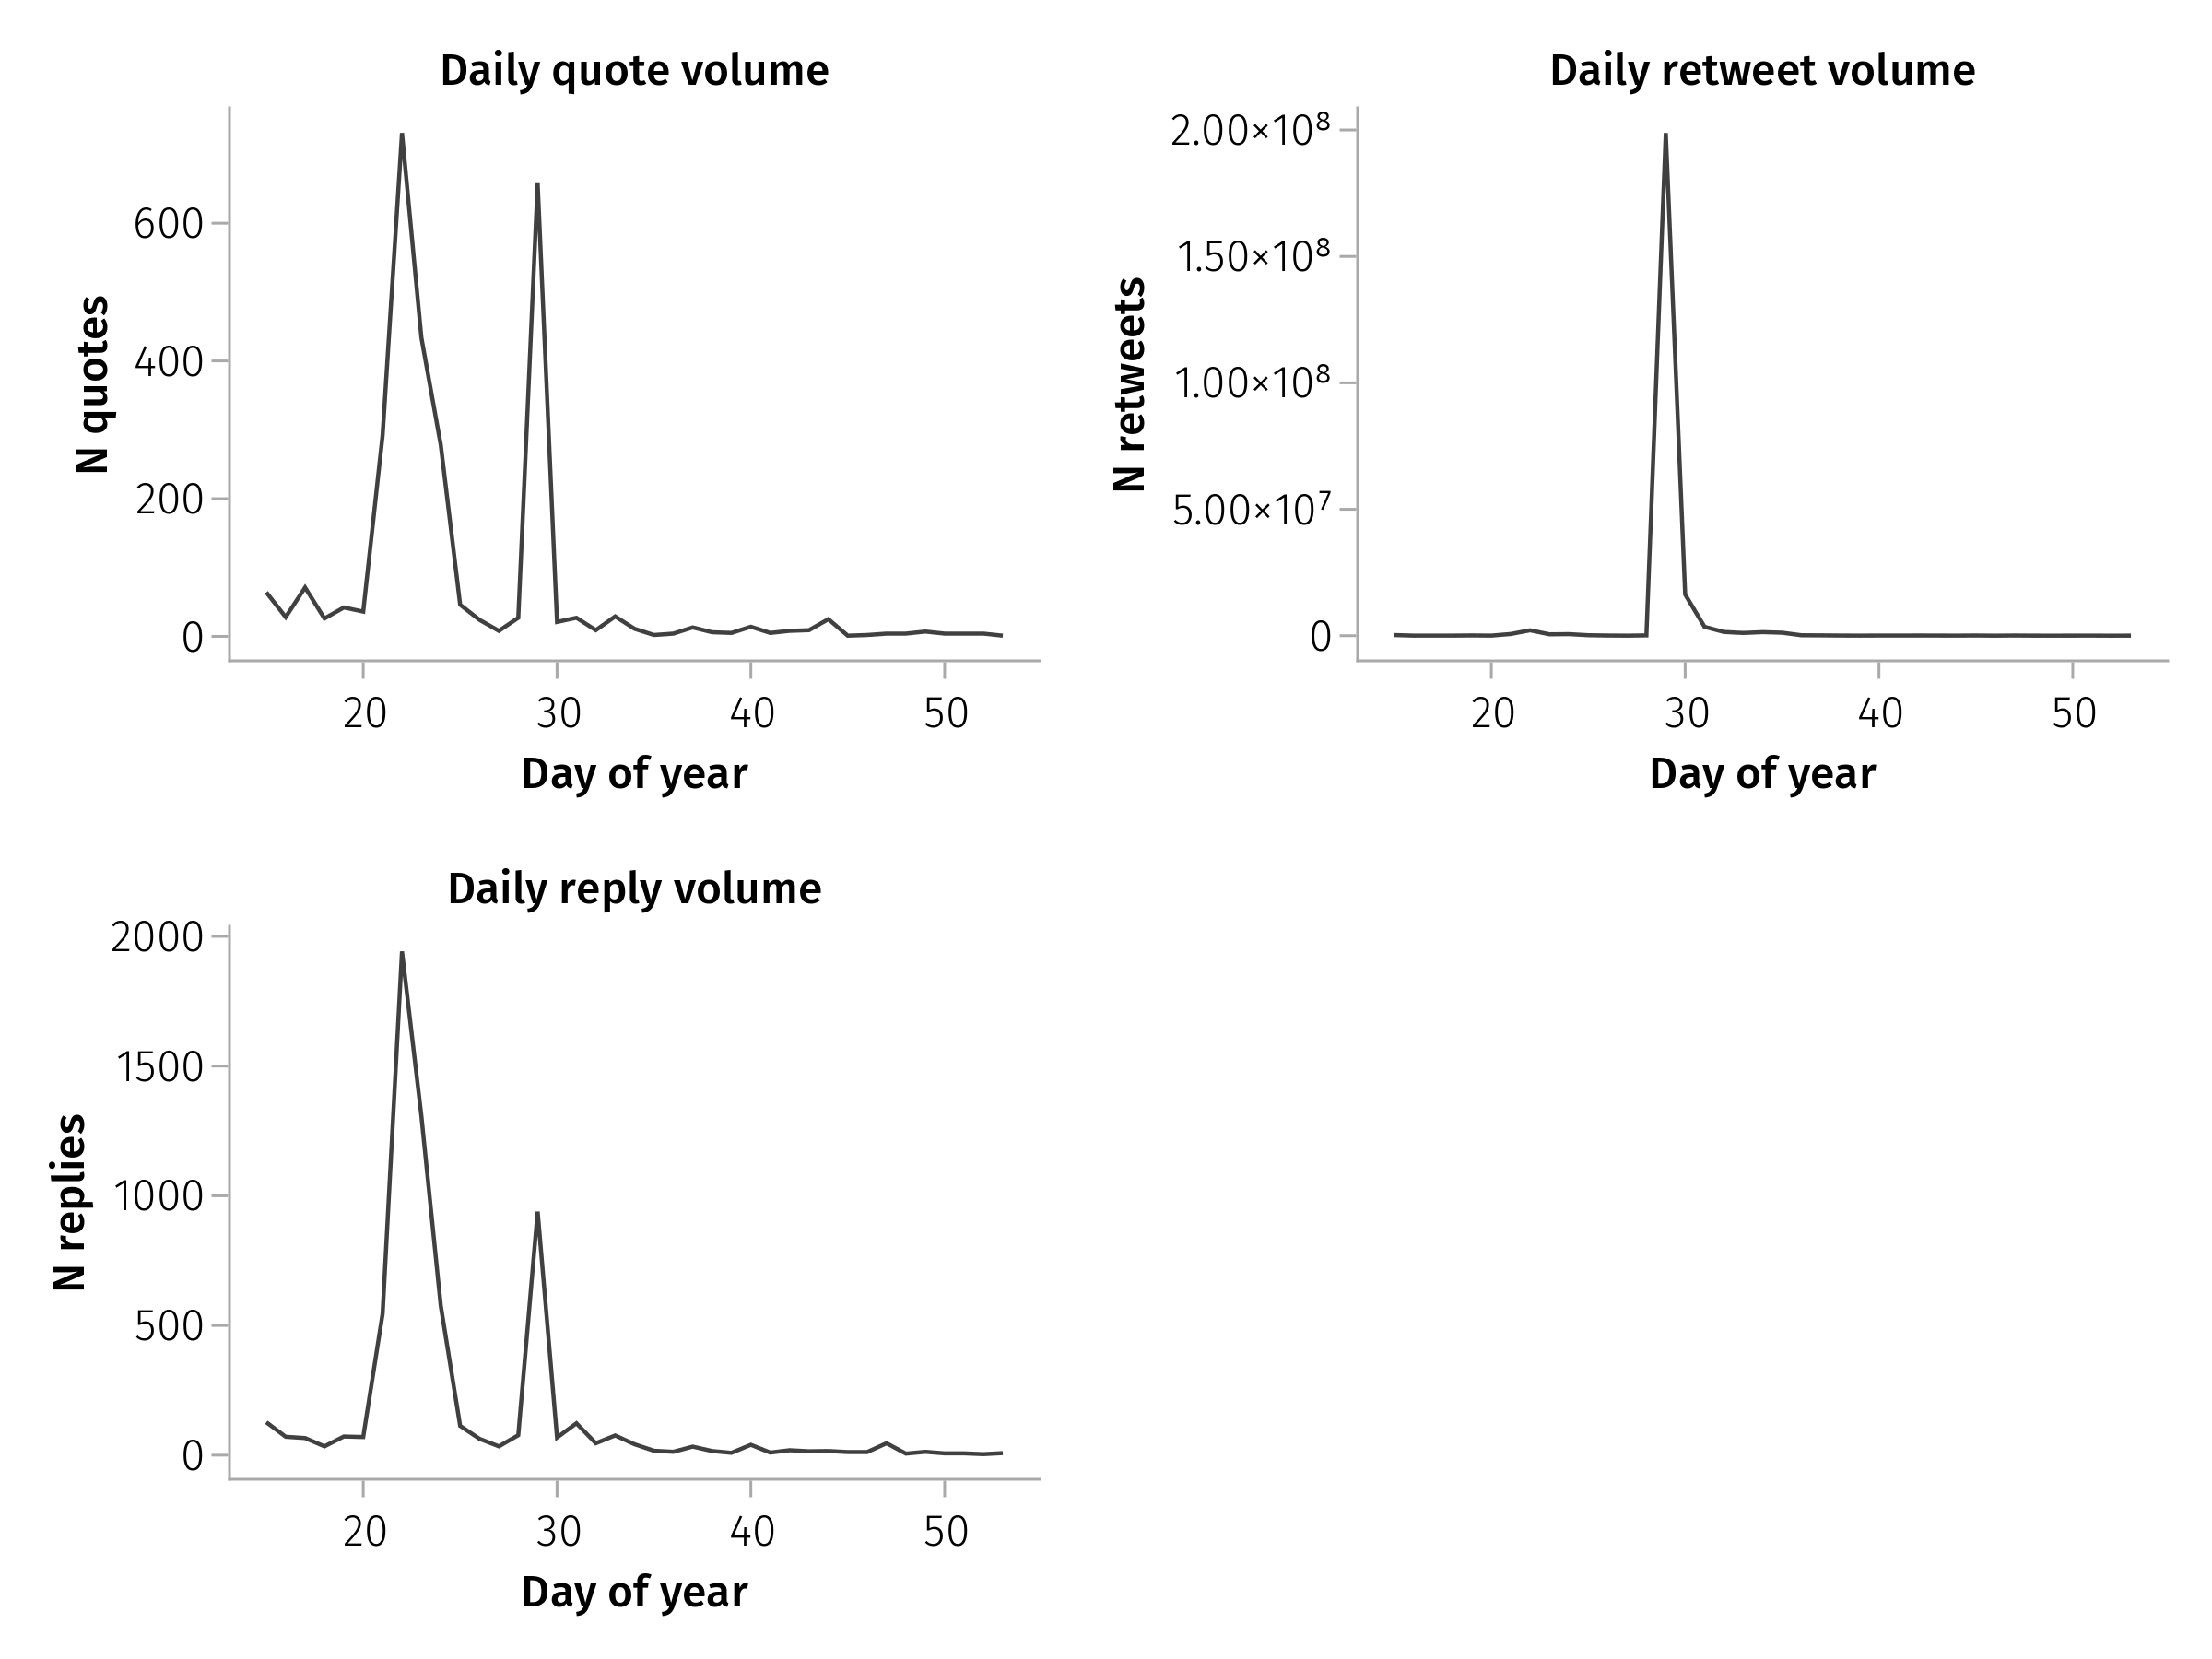 Daily quote volume
N quotes
600
400
200
0
20 30 40 50
Day of year
Daily retweet volume
N retweets
2.00×10⁸
1.50×10⁸
1.00×10⁸
5.00×10⁷
0
20 30 40 50
Day of year
Daily reply volume
N replies
2000
1500
1000
500
0
20 30 40 50
Day of year